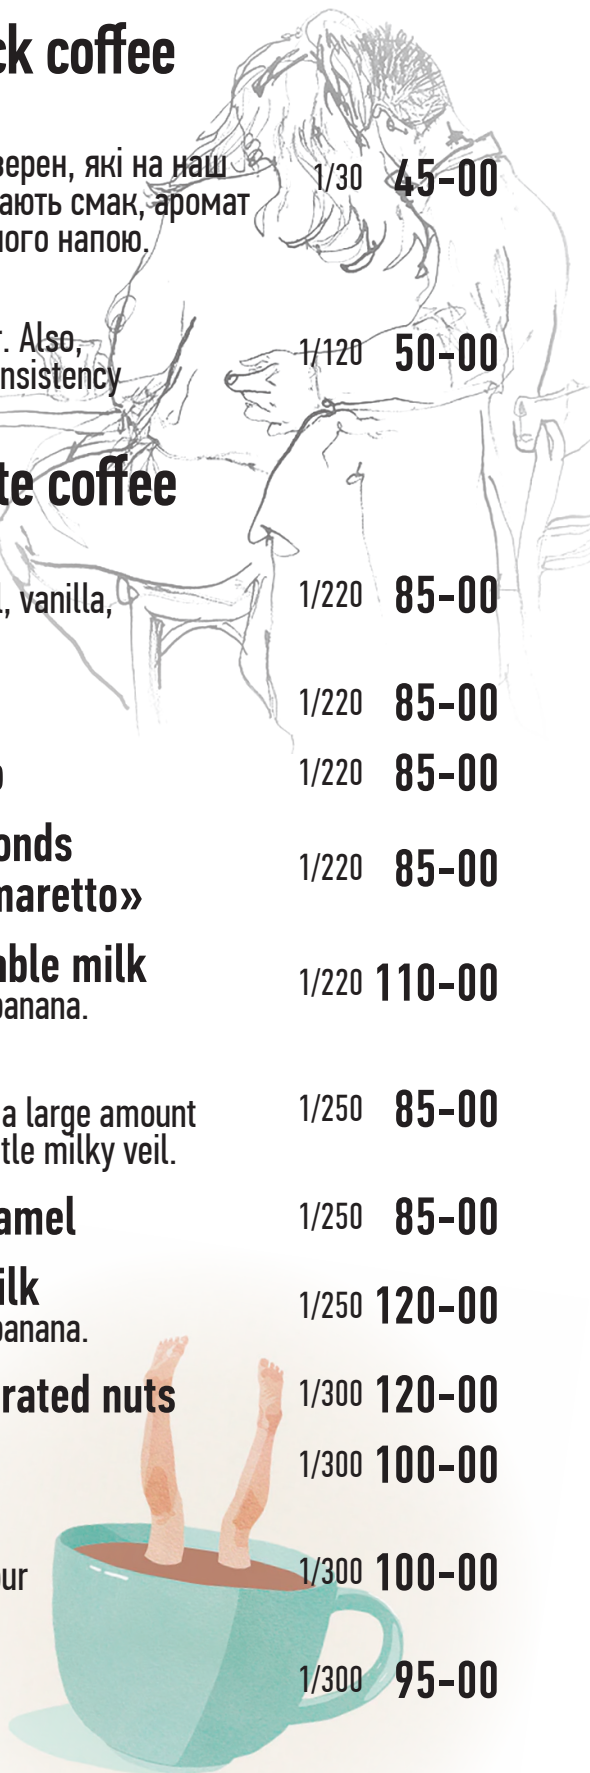 ck coffee
зерен, які на наш
1/30 45-00
ають смак, аромат
ного напою.
r. Also,
1/120 50-00
nsistency
te coffee
l, vanilla,
1/220 85-00
1/220 85-00
o 1/220 85-00
onds
1/220 85-00
maretto»
able milk
1/220 110-00
banana.
1/250 85-00
a large amount
tle milky veil.
amel 1/250 85-00
ilk
1/250 120-00
banana.
rated nuts 1/300 120-00
1/300 100-00
our 1/300 100-00
1/300 95-00